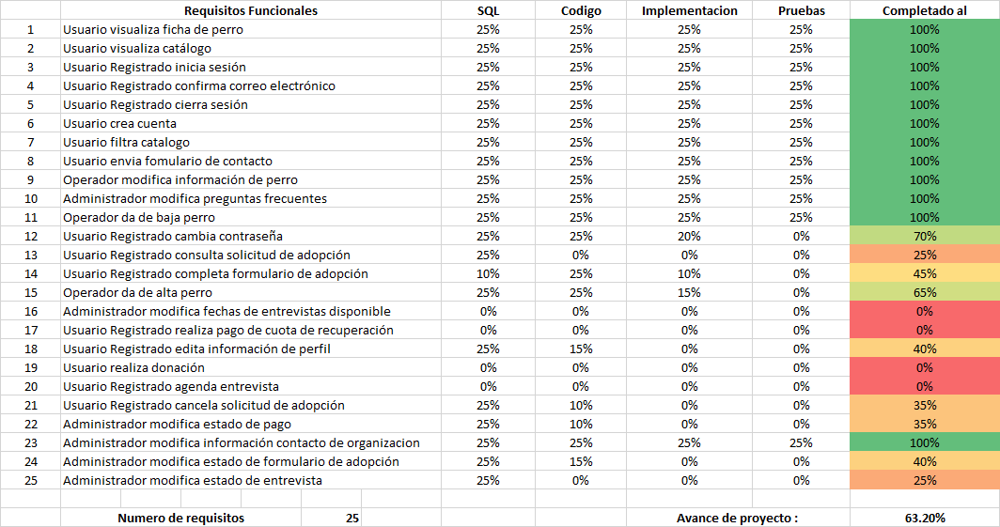 Requisitos Funcionales SQL Codigo Implementacion Pruebas Completado al
1 Usuario visualiza ficha de perro 25% 25% 25% 25% 100%
2 Usuario visualiza catálogo 25% 25% 25% 25% 100%
3 Usuario Registrado inicia sesión 25% 25% 25% 25% 100%
4 Usuario Registrado confirma correo electrónico 25% 25% 25% 25% 100%
5 Usuario Registrado cierra sesión 25% 25% 25% 25% 100%
6 Usuario crea cuenta 25% 25% 25% 25% 100%
7 Usuario filtra catalogo 25% 25% 25% 25% 100%
8 Usuario envia fomulario de contacto 25% 25% 25% 25% 100%
9 Operador modifica información de perro 25% 25% 25% 25% 100%
10 Administrador modifica preguntas frecuentes 25% 25% 25% 25% 100%
11 Operador da de baja perro 25% 25% 25% 25% 100%
12 Usuario Registrado cambia contraseña 25% 25% 20% 0% 70%
13 Usuario Registrado consulta solicitud de adopción 25% 0% 0% 0% 25%
14 Usuario Registrado completa formulario de adopción 10% 25% 10% 0% 45%
15 Operador da de alta perro 25% 25% 15% 0% 65%
16 Administrador modifica fechas de entrevistas disponible 0% 0% 0% 0% 0%
17 Usuario Registrado realiza pago de cuota de recuperación 0% 0% 0% 0% 0%
18 Usuario Registrado edita información de perfil 25% 15% 0% 0% 40%
19 Usuario realiza donación 0% 0% 0% 0% 0%
20 Usuario Registrado agenda entrevista 0% 0% 0% 0% 0%
21 Usuario Registrado cancela solicitud de adopción 25% 10% 0% 0% 35%
22 Administrador modifica estado de pago 25% 10% 0% 0% 35%
23 Administrador modifica información contacto de organizacion 25% 25% 25% 25% 100%
24 Administrador modifica estado de formulario de adopción 25% 15% 0% 0% 40%
25 Administrador modifica estado de entrevista 25% 0% 0% 0% 25%
Numero de requisitos 25 Avance de proyecto : 63.20%